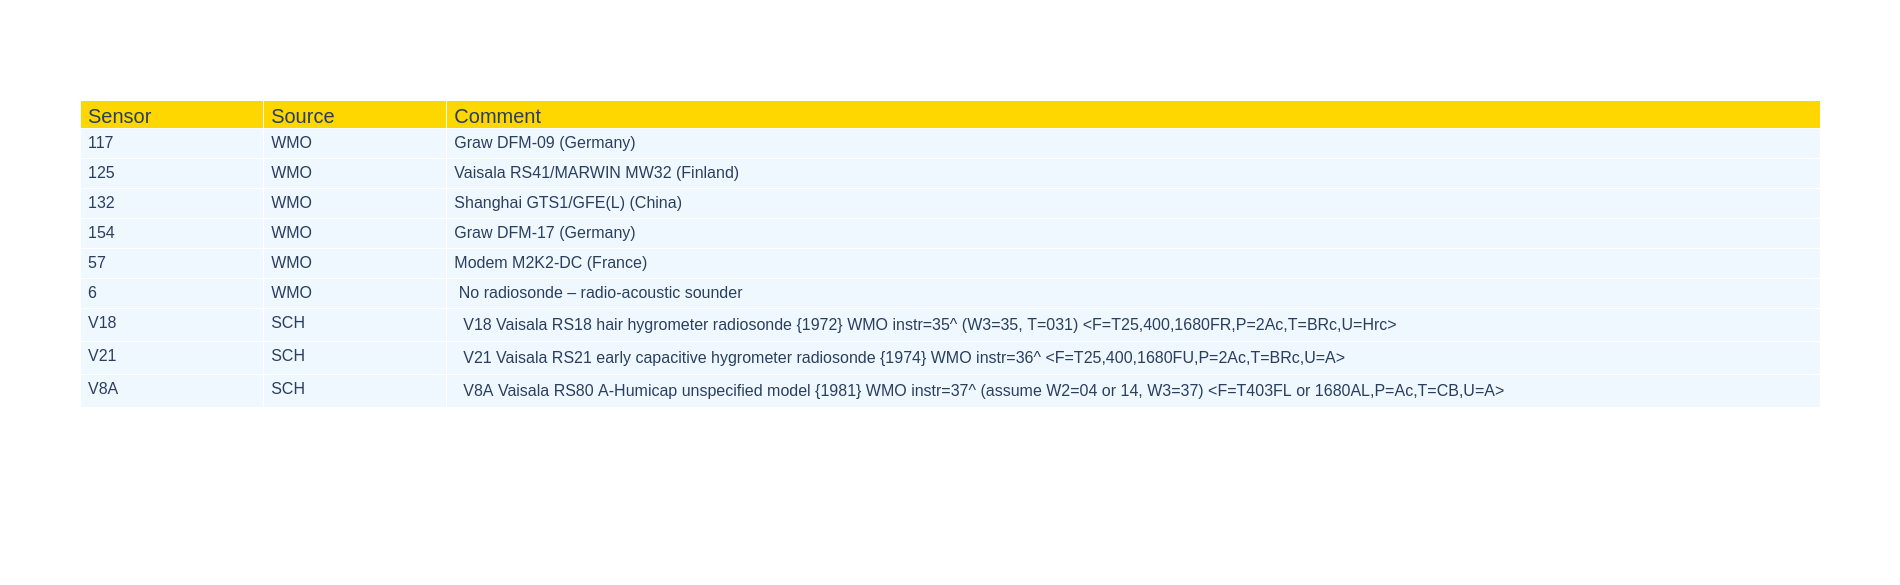 Sensor Source Comment
117 WMO Graw DFM-09 (Germany)
125 WMO Vaisala RS41/MARWIN MW32 (Finland)
132 WMO Shanghai GTS1/GFE(L) (China)
154 WMO Graw DFM-17 (Germany)
57 WMO Modem M2K2-DC (France)
6 WMO No radiosonde – radio-acoustic sounder
V18 SCH V18 Vaisala RS18 hair hygrometer radiosonde {1972} WMO instr=35^ (W3=35, T=031) <F=T25,400,1680FR,P=2Ac,T=BRc,U=Hrc>
V21 SCH V21 Vaisala RS21 early capacitive hygrometer radiosonde {1974} WMO instr=36^ <F=T25,400,1680FU,P=2Ac,T=BRc,U=A>
V8A SCH V8A Vaisala RS80 A-Humicap unspecified model {1981} WMO instr=37^ (assume W2=04 or 14, W3=37) <F=T403FL or 1680AL,P=Ac,T=CB,U=A>